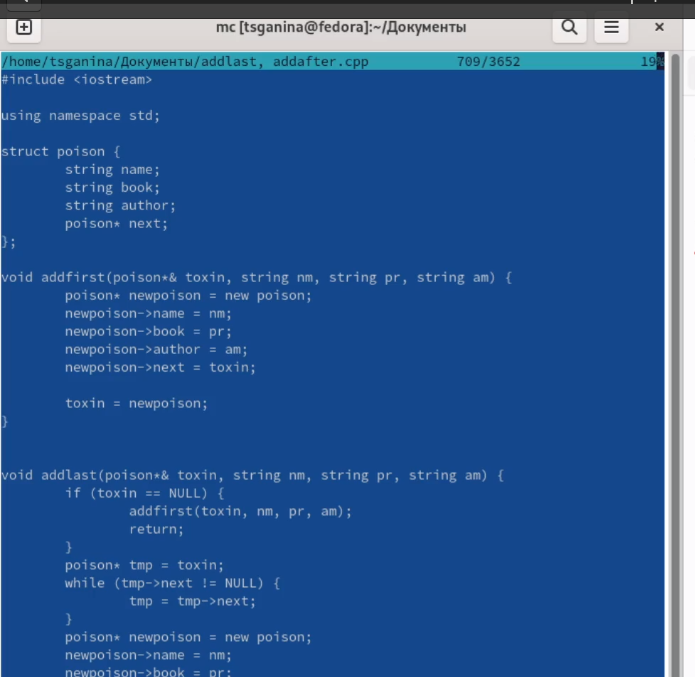 mc [tsganina@fedora]:~/Документы
/home/tsganina/Документы/addlast, addafter.cpp 709/3652 19%
#include <iostream>
using namespace std;
struct poison {
string name;
string book;
string author;
poison* next;
};
void addfirst(poison*& toxin, string nm, string pr, string am) {
poison* newpoison = new poison;
newpoison->name = nm;
newpoison->book = pr;
newpoison->author = am;
newpoison->next = toxin;
toxin = newpoison;
}
void addlast(poison*& toxin, string nm, string pr, string am) {
if (toxin == NULL) {
addfirst(toxin, nm, pr, am);
return;
}
poison* tmp = toxin;
while (tmp->next != NULL) {
tmp = tmp->next;
}
poison* newpoison = new poison;
newpoison->name = nm;
newpoison->book = pr;